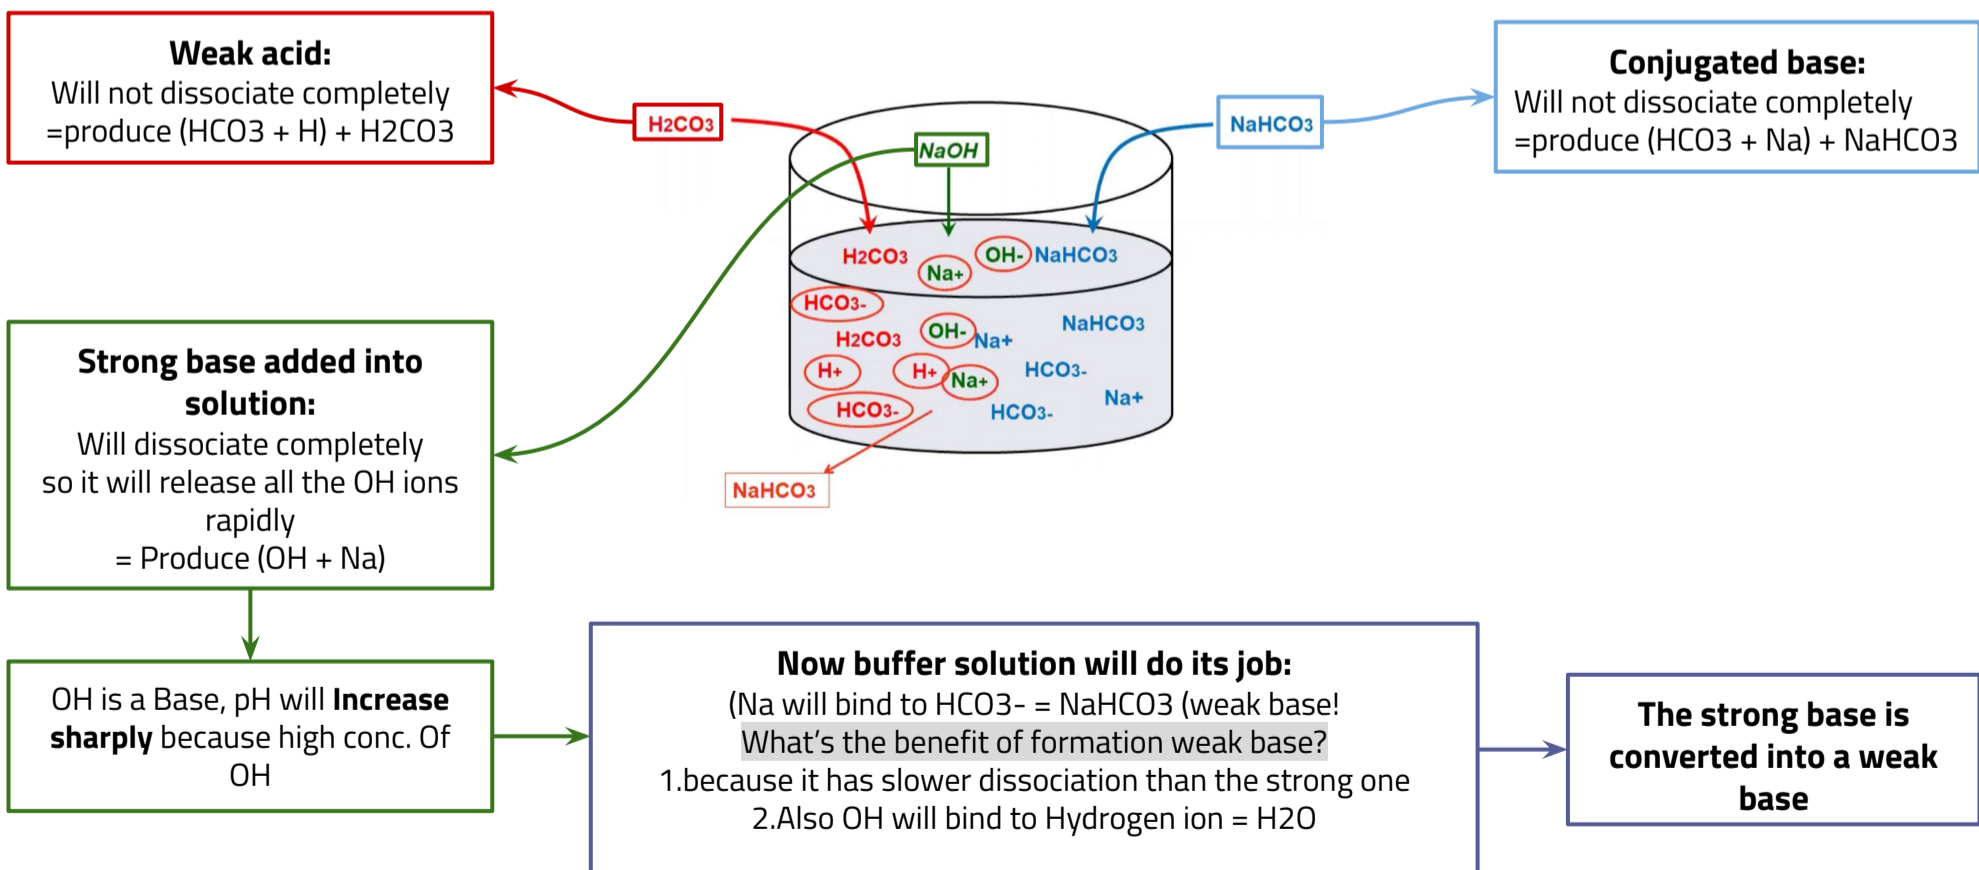 Weak acid:
Will not dissociate completely
=produce (HCO3 + H) + H2CO3
H2CO3
NaOH
NaHCO3
Conjugated base:
Will not dissociate completely
=produce (HCO3 + Na) + NaHCO3
H2CO3
Na+
OH-
NaHCO3
HCO3-
H2CO3
OH-
Na+
NaHCO3
H+
H+
Na+
HCO3-
Na+
HCO3-
HCO3-
NaHCO3
Strong base added into
solution:
Will dissociate completely
so it will release all the OH ions
rapidly
= Produce (OH + Na)
OH is a Base, pH will Increase
sharply because high conc. Of
OH
Now buffer solution will do its job:
(Na will bind to HCO3- = NaHCO3 (weak base!
What’s the benefit of formation weak base?
1.because it has slower dissociation than the strong one
2.Also OH will bind to Hydrogen ion = H2O
The strong base is
converted into a weak
base